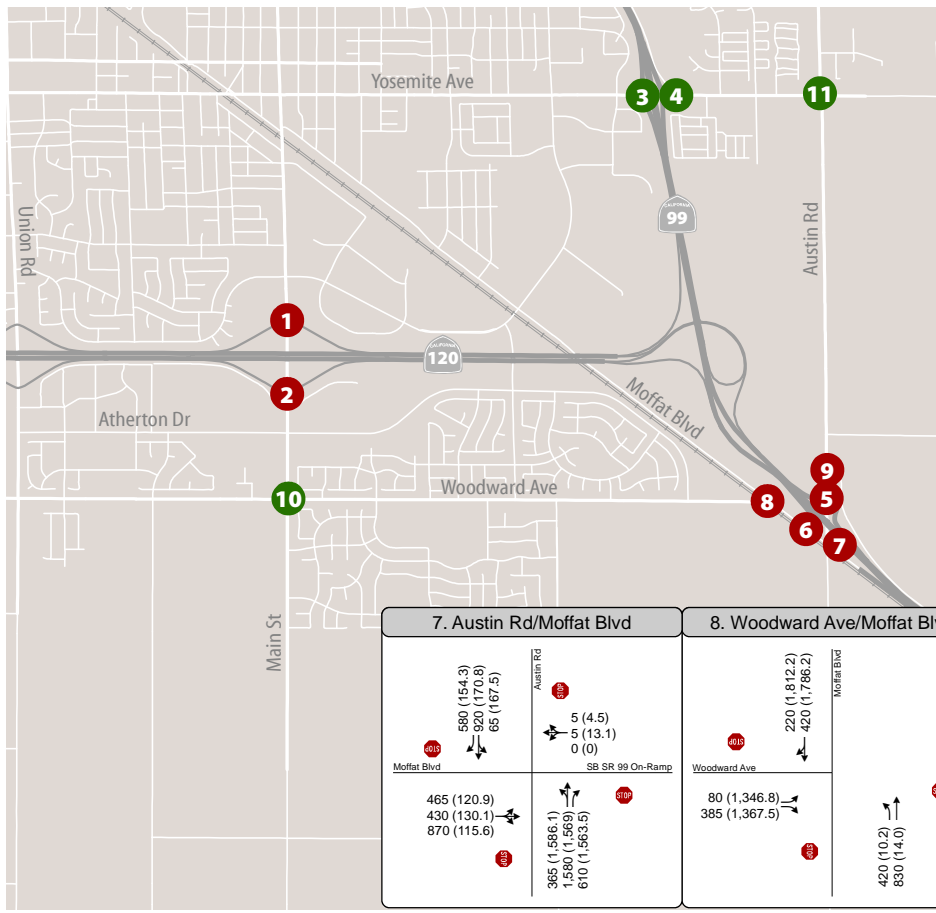 Yosemite Ave
3
4
11
CALIFORNIA
99
Union Rd
Austin Rd
1
CALIFORNIA
120
2
Atherton Dr
Moffat Blvd
9
Woodward Ave
10
8
5
6
7
Main St
7. Austin Rd/Moffat Blvd
580 (154.3)
920 (170.8)
65 (167.5)
Austin Rd
STOP
5 (4.5)
5 (13.1)
0 (0)
STOP
Moffat Blvd
SB SR 99 On-Ramp
465 (120.9)
430 (130.1)
870 (115.6)
STOP
365 (1,586.1)
1,580 (1,569)
610 (1,563.5)
STOP
8. Woodward Ave/Moffat Bl
220 (1,812.2)
420 (1,786.2)
Moffat Blvd
STOP
Woodward Ave
80 (1,346.8)
385 (1,367.5)
STOP
420 (10.2)
830 (14.0)